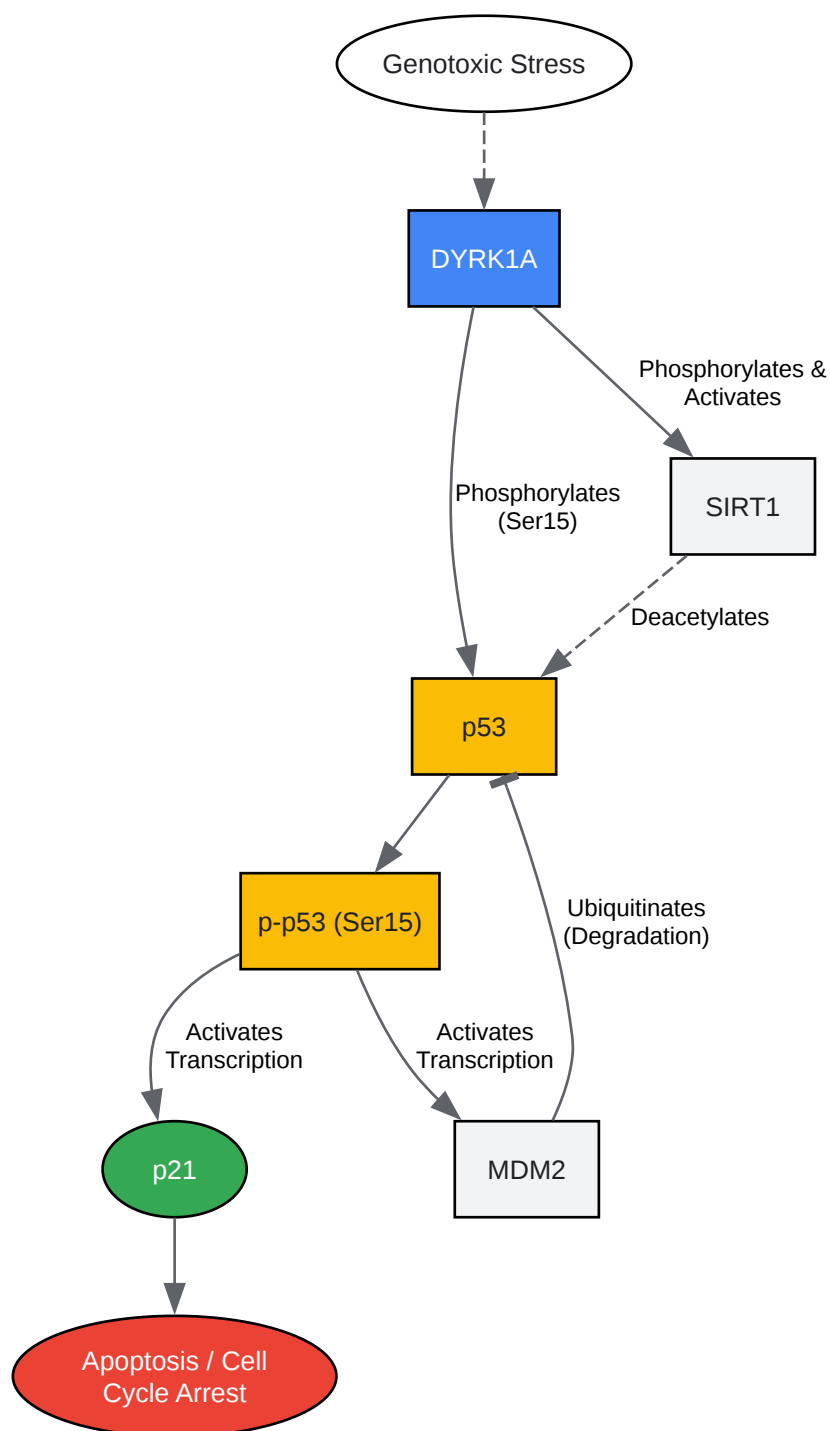 Genotoxic Stress
DYRK1A
Phosphorylates &
Activates
Phosphorylates
(Ser15)
SIRT1
Deacetylates
p53
p-p53 (Ser15)
Ubiquitinates
(Degradation)
Activates
Transcription
Activates
Transcription
p21
MDM2
Apoptosis / Cell
Cycle Arrest